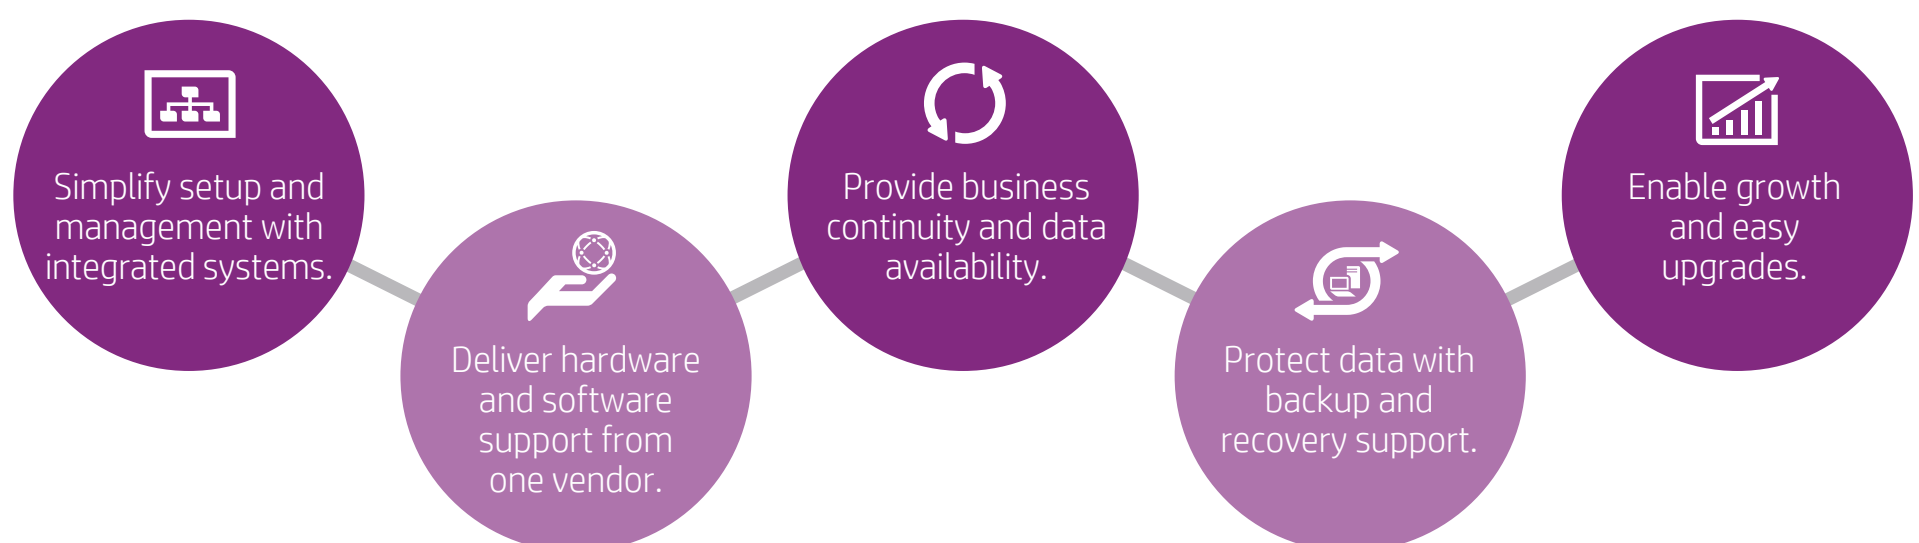 Simplify setup and
management with
integrated systems.
Deliver hardware
and software
support from
one vendor.
Provide business
continuity and data
availability.
Protect data with
backup and
recovery support.
Enable growth
and easy
upgrades.